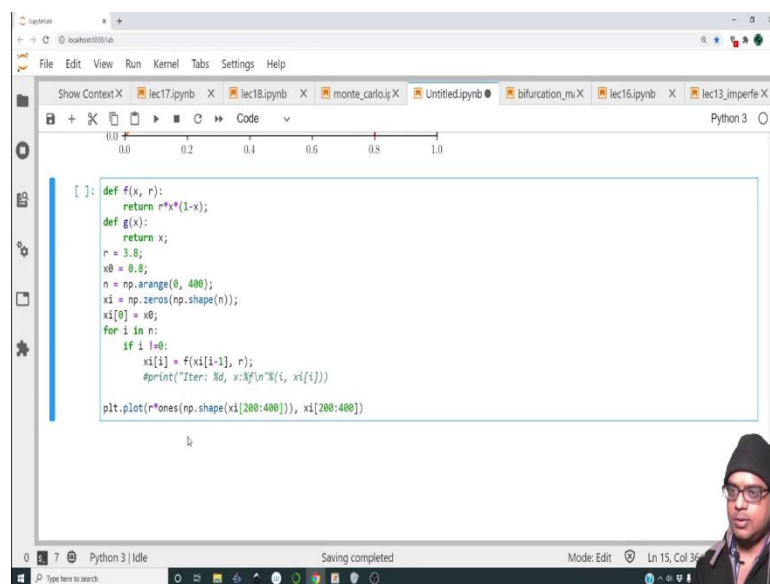 JupyterLab
localhost:8888/lab
File Edit View Run Kernel Tabs Settings Help
Show Context X lec17.ipynb X lec18.ipynb X monte_carlo.ip X Untitled.ipynb bifurcation_m X lec16.ipynb X lec13_imperfe X
Code Python 3
0.0
0.0 0.2 0.4 0.6 0.8 1.0
[ ]: def f(x, r):
return r*x*(1-x);
def g(x):
return x;
r = 3.8;
x0 = 0.8;
n = np.arange(0, 400);
xi = np.zeros(np.shape(n));
xi[0] = x0;
for i in n:
if i !=0:
xi[i] = f(xi[i-1], r);
#print("Iter: %d, x:%f\n"%(i, xi[i]))
plt.plot(r*ones(np.shape(xi[200:400])), xi[200:400])
0 7 Python 3 | Idle Saving completed Mode: Edit Ln 15, Col 36
Type here to search